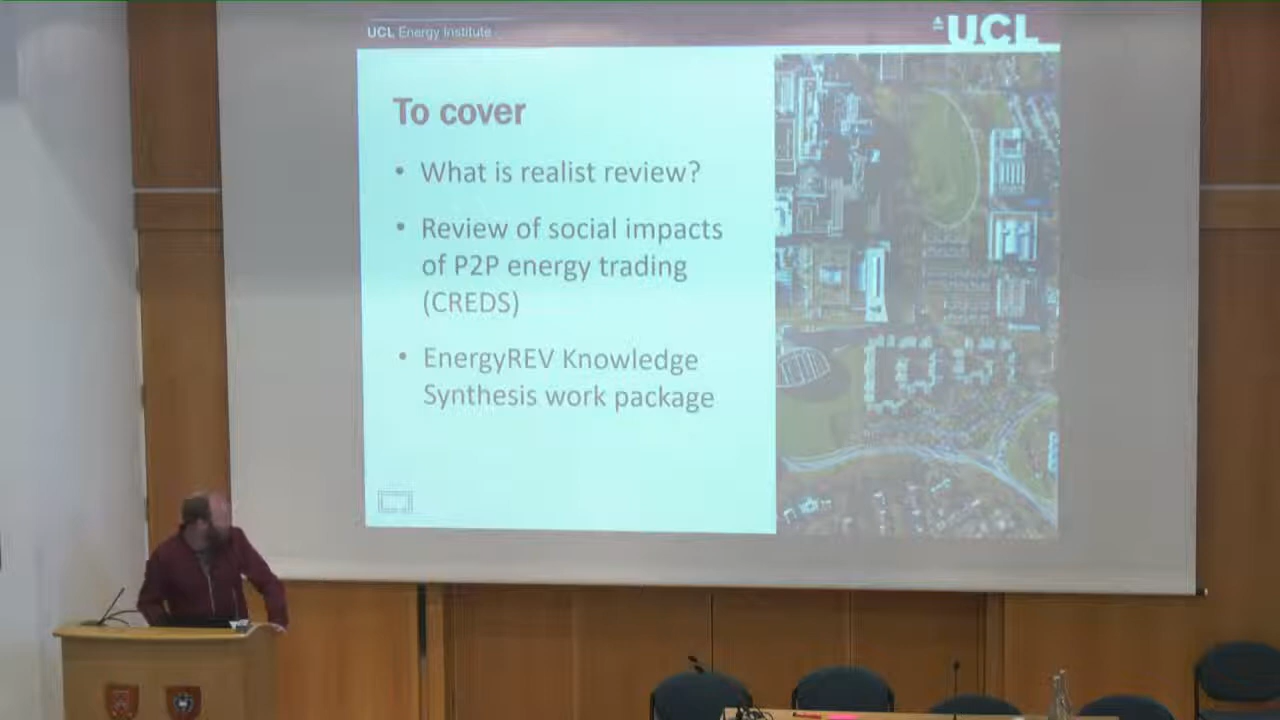 UCL Energy Institute
UCL
To cover
• What is realist review?
• Review of social impacts
of P2P energy trading
(CREDS)
• EnergyREV Knowledge
Synthesis work package